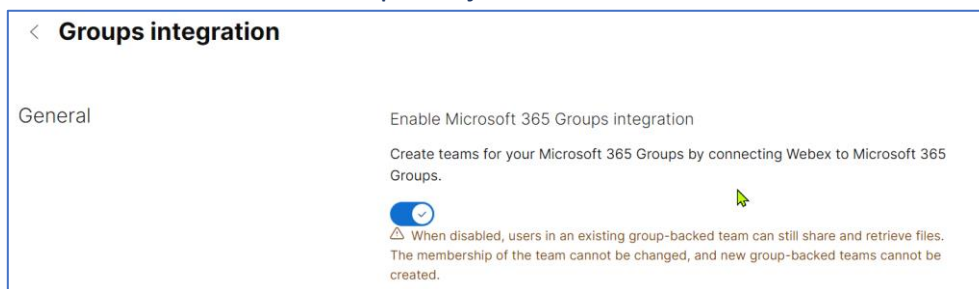 Groups integration
General
Enable Microsoft 365 Groups integration
Create teams for your Microsoft 365 Groups by connecting Webex to Microsoft 365
Groups.
When disabled, users in an existing group-backed team can still share and retrieve files.
The membership of the team cannot be changed, and new group-backed teams cannot be
created.